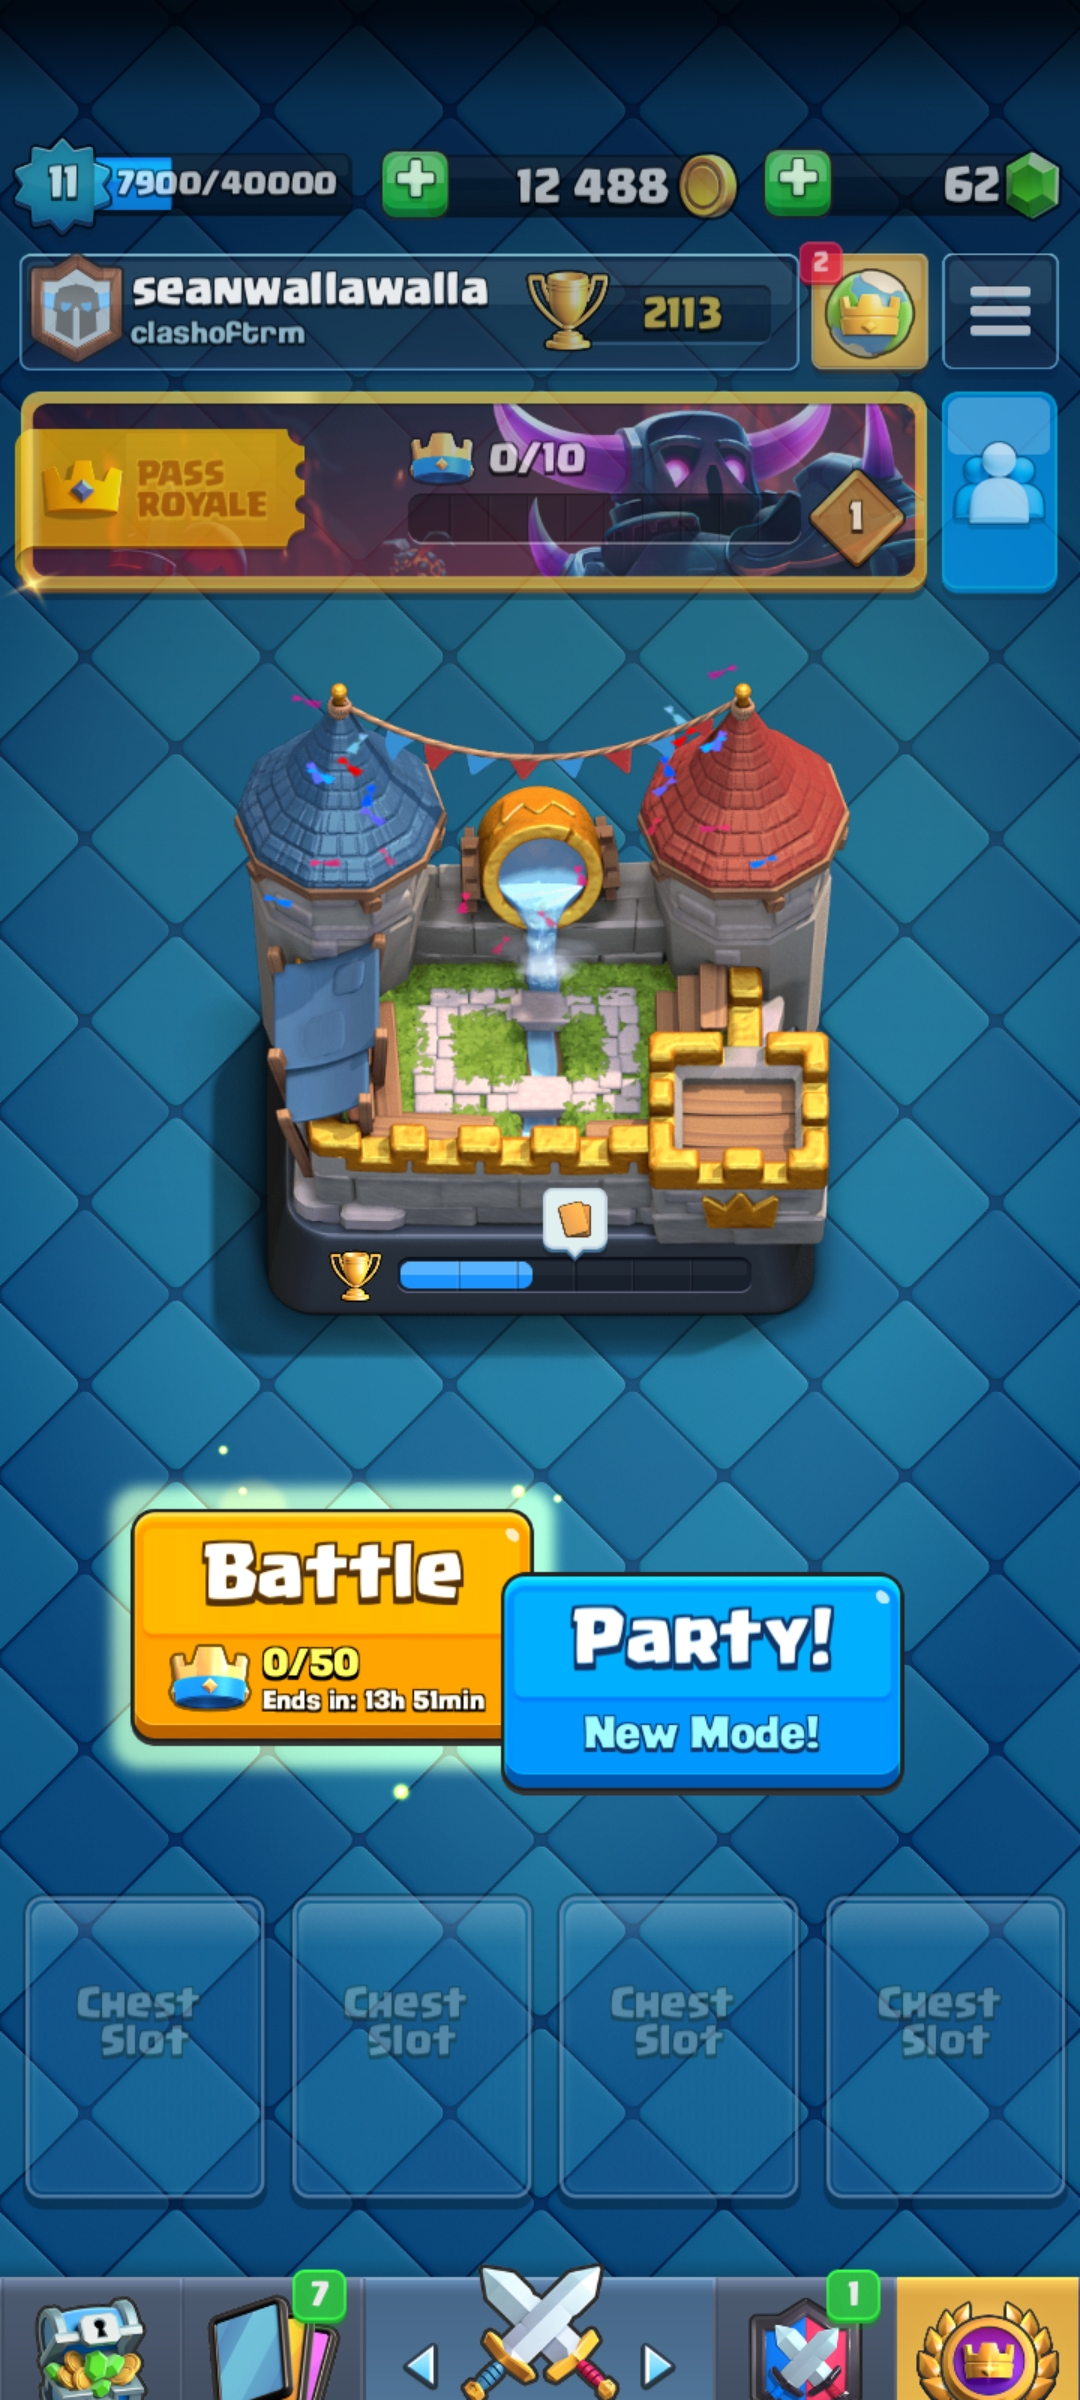 11
7900/40000
12 488
62
seanwallawalla
clashoftrm
2113
2
PASS
ROYALE
0/10
1
Battle
0/50
Ends in: 13h 51min
Party!
New Mode!
Chest
Slot
Chest
Slot
Chest
Slot
Chest
Slot
7
1